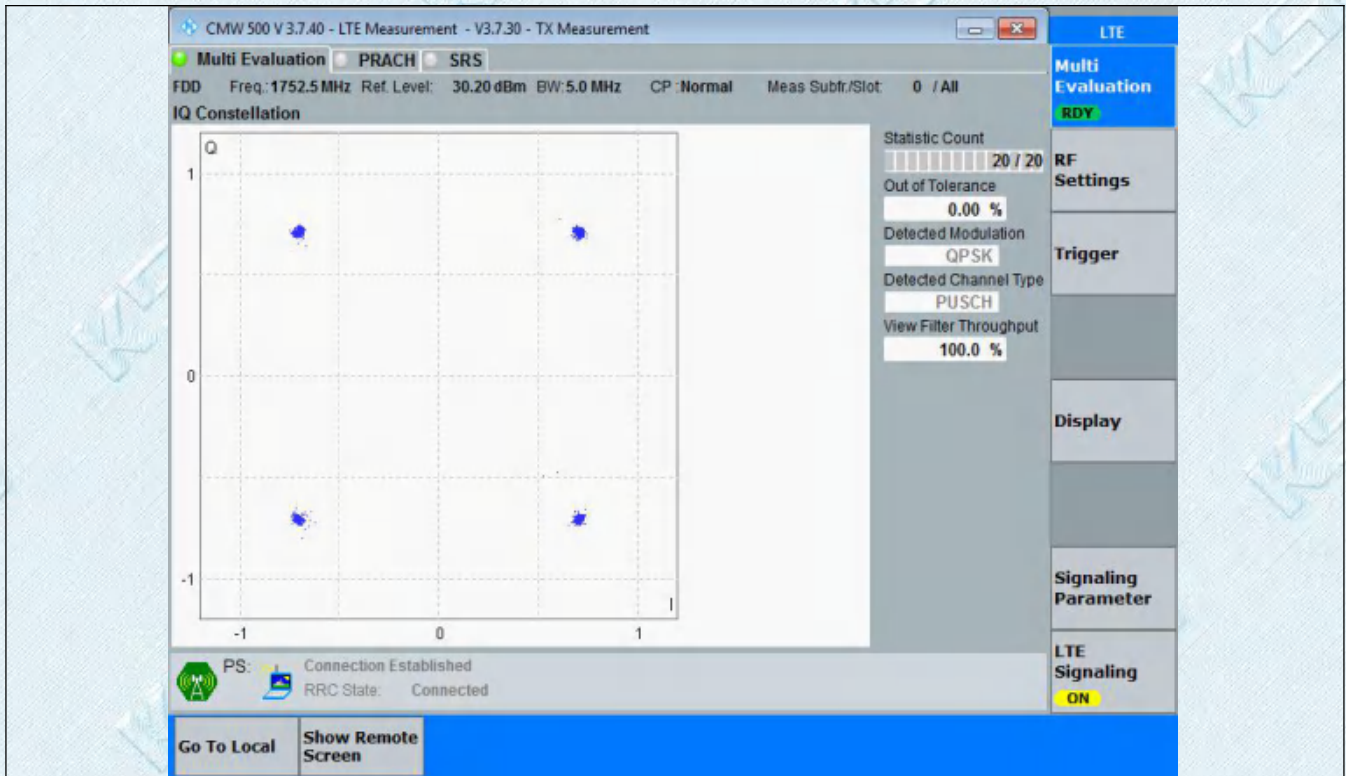 CMW 500 V 3.7.40 - LTE Measurement - V3.7.30 - TX Measurement
LTE
Multi Evaluation PRACH SRS
FDD Freq.:1752.5 MHz Ref. Level: 30.20 dBm BW:5.0 MHz CP :Normal Meas Subfr./Slot: 0 / All
IQ Constellation
Multi
Evaluation
RDY
Q
1
0
-1
I
-1 0 1
Statistic Count
20 / 20
Out of Tolerance
0.00 %
Detected Modulation
QPSK
Detected Channel Type
PUSCH
View Filter Throughput
100.0 %
RF
Settings
Trigger
Display
Signaling
Parameter
LTE
Signaling
ON
PS: Connection Established
RRC State: Connected
Go To Local
Show Remote
Screen